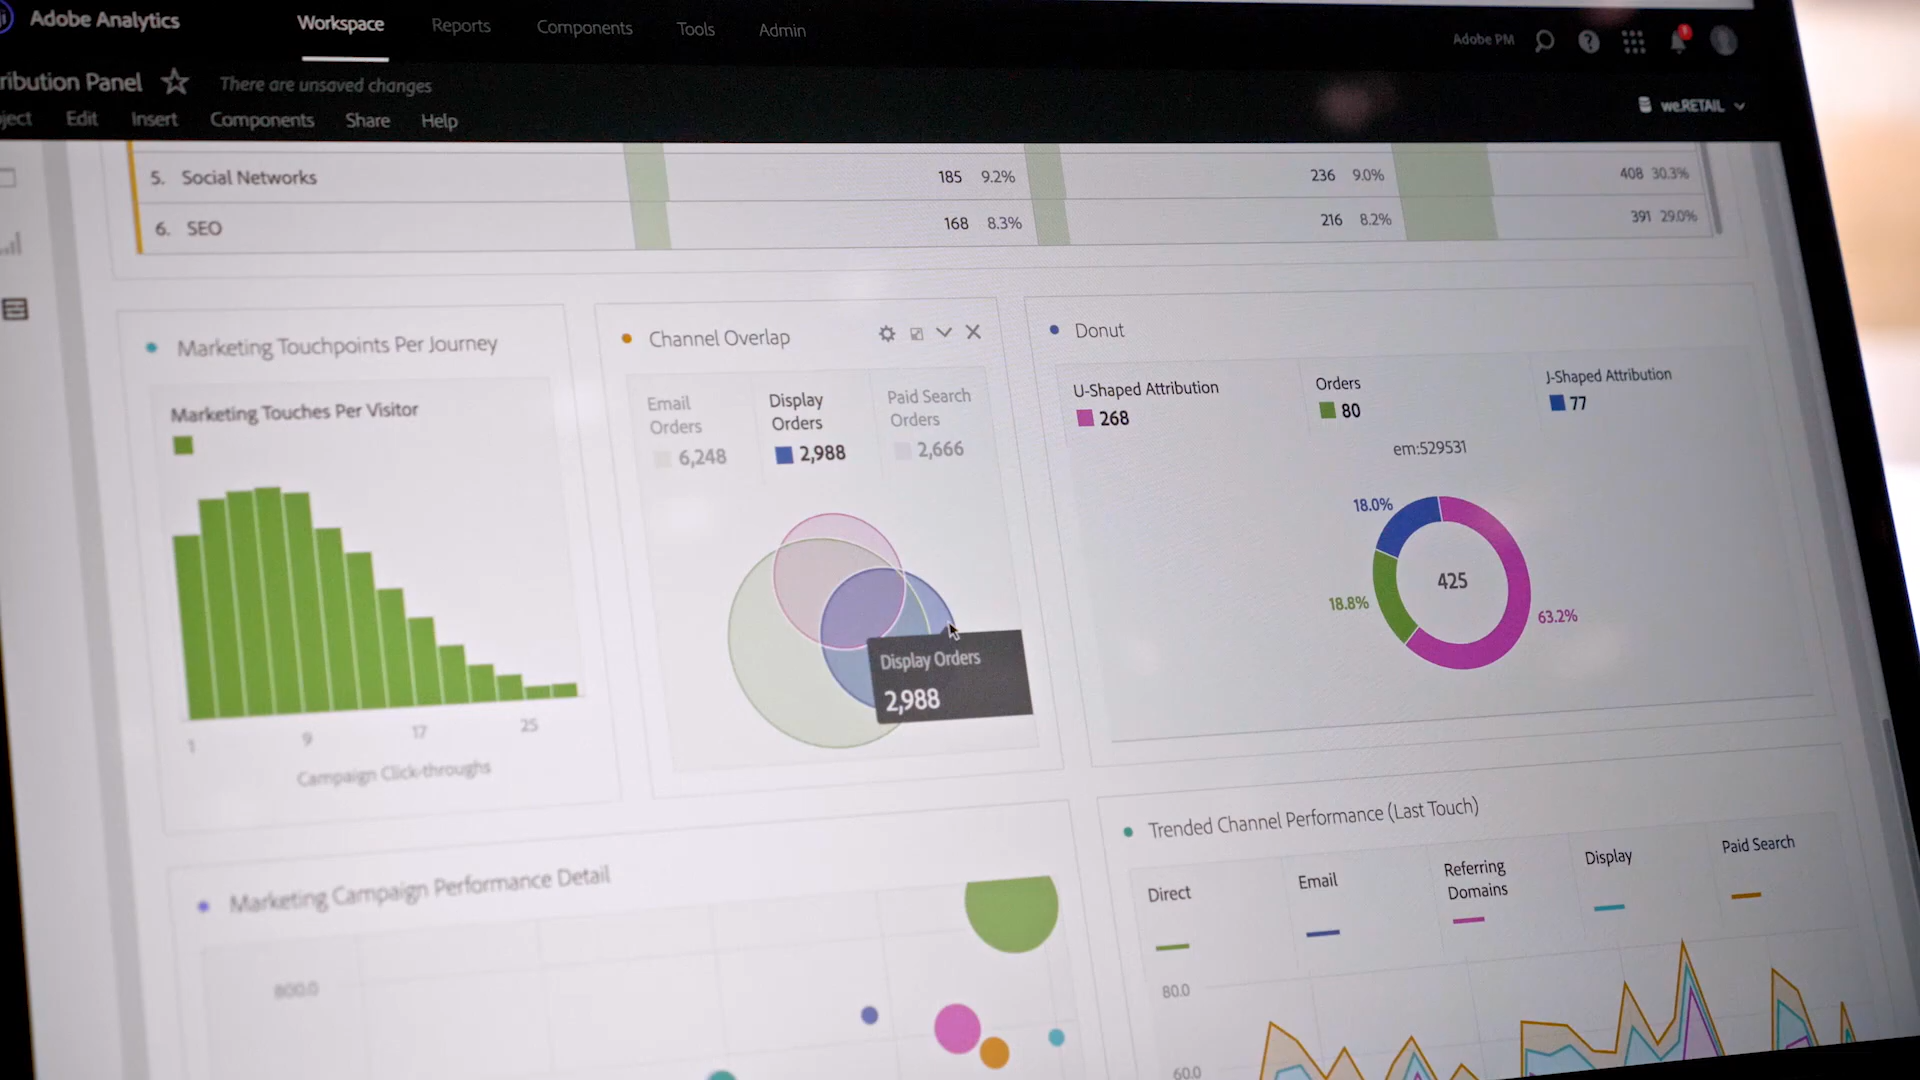 Adobe Analytics
Workspace
Reports
Components
Tools
Admin
Adobe PM
ribution Panel
There are unsaved changes
ject
Edit
Insert
Components
Share
Help
we.RETAIL
5. Social Networks
185 9.2%
236 9.0%
408 30.3%
6. SEO
168 8.3%
216 8.2%
391 29.0%
Marketing Touchpoints Per Journey
Marketing Touches Per Visitor
1
9
17
25
Campaign Click-throughs
Channel Overlap
Email
Orders
6,248
Display
Orders
2,988
Paid Search
Orders
2,666
Display Orders
2,988
Donut
U-Shaped Attribution
268
Orders
80
J-Shaped Attribution
77
em:529531
18.0%
18.8%
425
63.2%
Marketing Campaign Performance Detail
800.0
Trended Channel Performance (Last Touch)
Direct
Email
Referring
Domains
Display
Paid Search
80.0
60.0